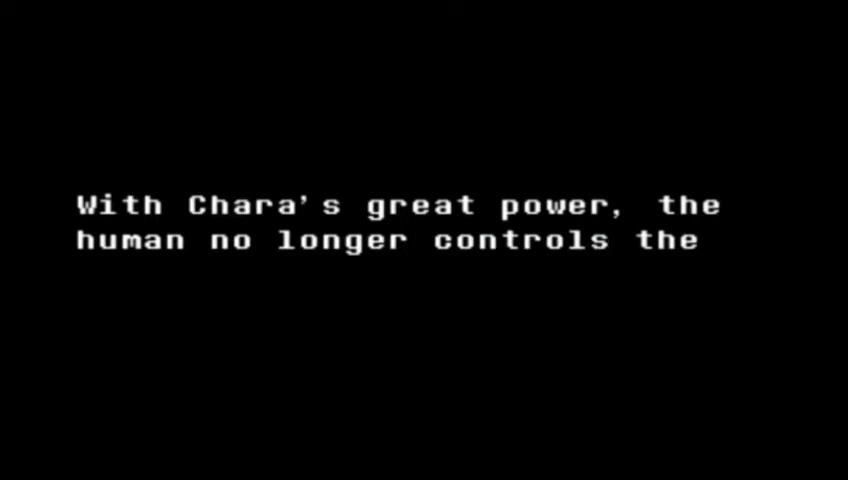 With Chara's great power, the
human no longer controls the